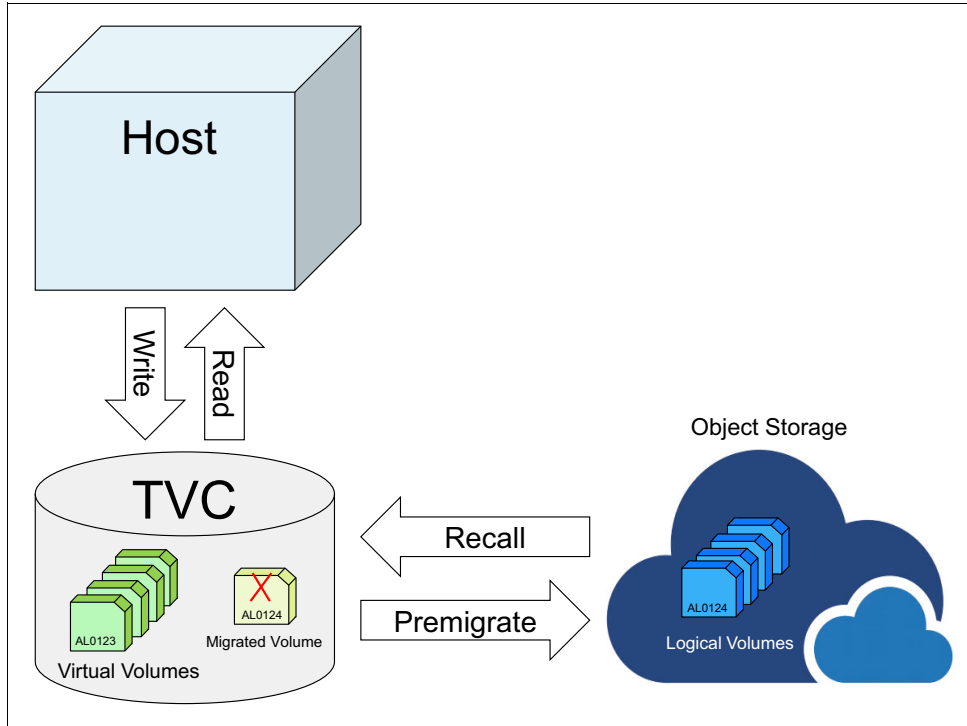 Host
Write
Read
Object Storage
TVC
Recall
AL0124
Premigrate
AL0123
AL0124
Migrated Volume
Logical Volumes
Virtual Volumes